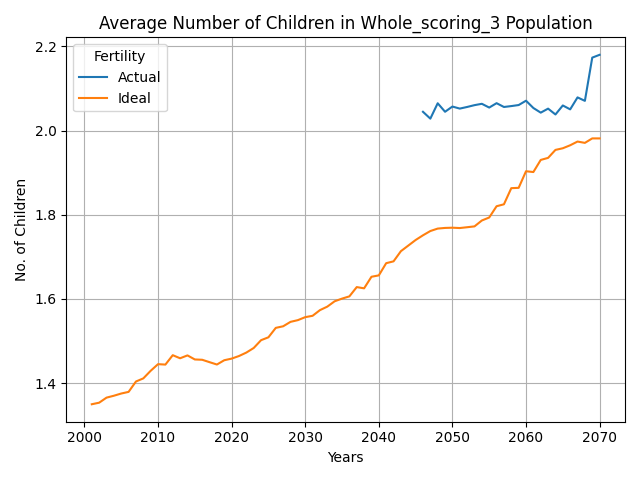 Average Number of Children in Whole_scoring_3 Population
Fertility
Actual
Ideal
2.2
2.0
1.8
1.6
1.4
No. of Children
2000 2010 2020 2030 2040 2050 2060 2070
Years